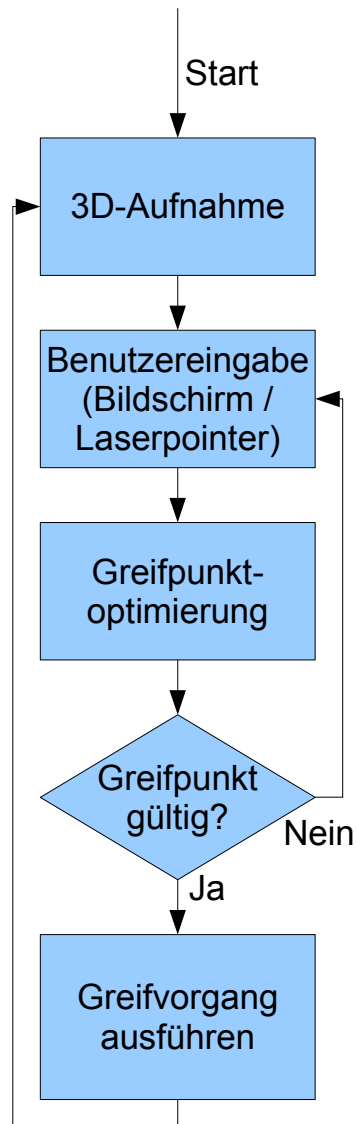 Start
3D-Aufnahme
Benutzereingabe
(Bildschirm /
Laserpointer)
Greifpunkt-
optimierung
Greifpunkt
gültig?
Nein
Ja
Greifvorgang
ausführen